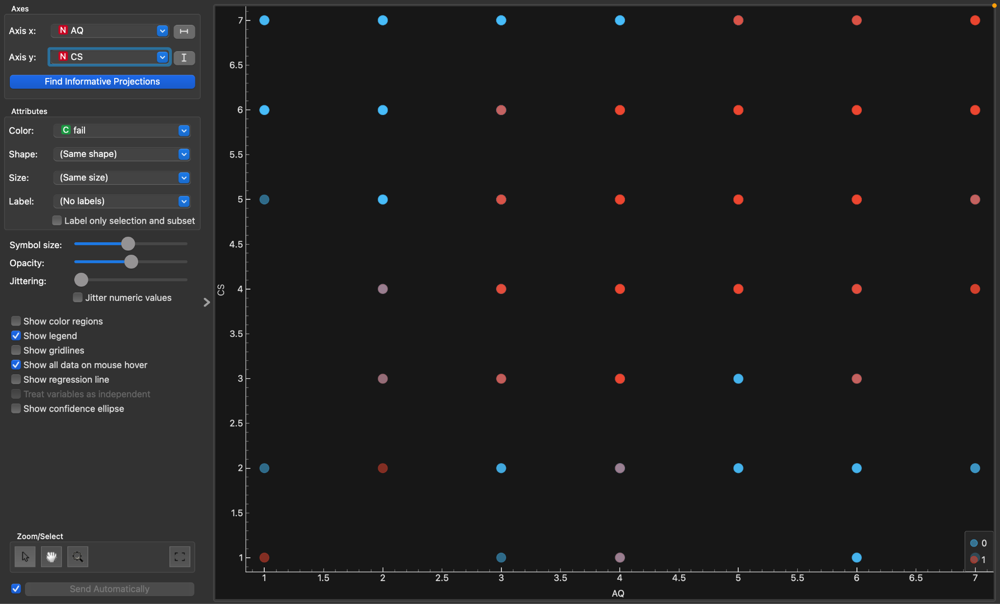 Axes
Axis x: N AQ
Axis y: N CS
Find Informative Projections
Attributes
Color: C fail
Shape: (Same shape)
Size: (Same size)
Label: (No labels)
Label only selection and subset
Symbol size:
Opacity:
Jittering:
Jitter numeric values
Show color regions
Show legend
Show gridlines
Show all data on mouse hover
Show regression line
Treat variables as independent
Show confidence ellipse
Zoom/Select
Send Automatically
7
6.5
6
5.5
5
4.5
4
3.5
3
2.5
2
1.5
1
CS
1 1.5 2 2.5 3 3.5 4 4.5 5 5.5 6 6.5 7
AQ
0
1